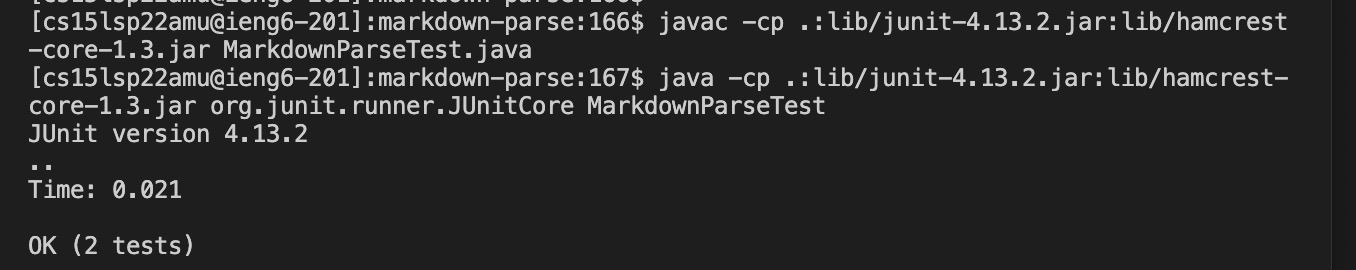 [cs15lsp22amu@ieng6-201]:markdown-parse:166$ javac -cp .:lib/junit-4.13.2.jar:lib/hamcrest
-core-1.3.jar MarkdownParseTest.java
[cs15lsp22amu@ieng6-201]:markdown-parse:167$ java -cp .:lib/junit-4.13.2.jar:lib/hamcrest-
core-1.3.jar org.junit.runner.JUnitCore MarkdownParseTest
JUnit version 4.13.2
..
Time: 0.021
OK (2 tests)